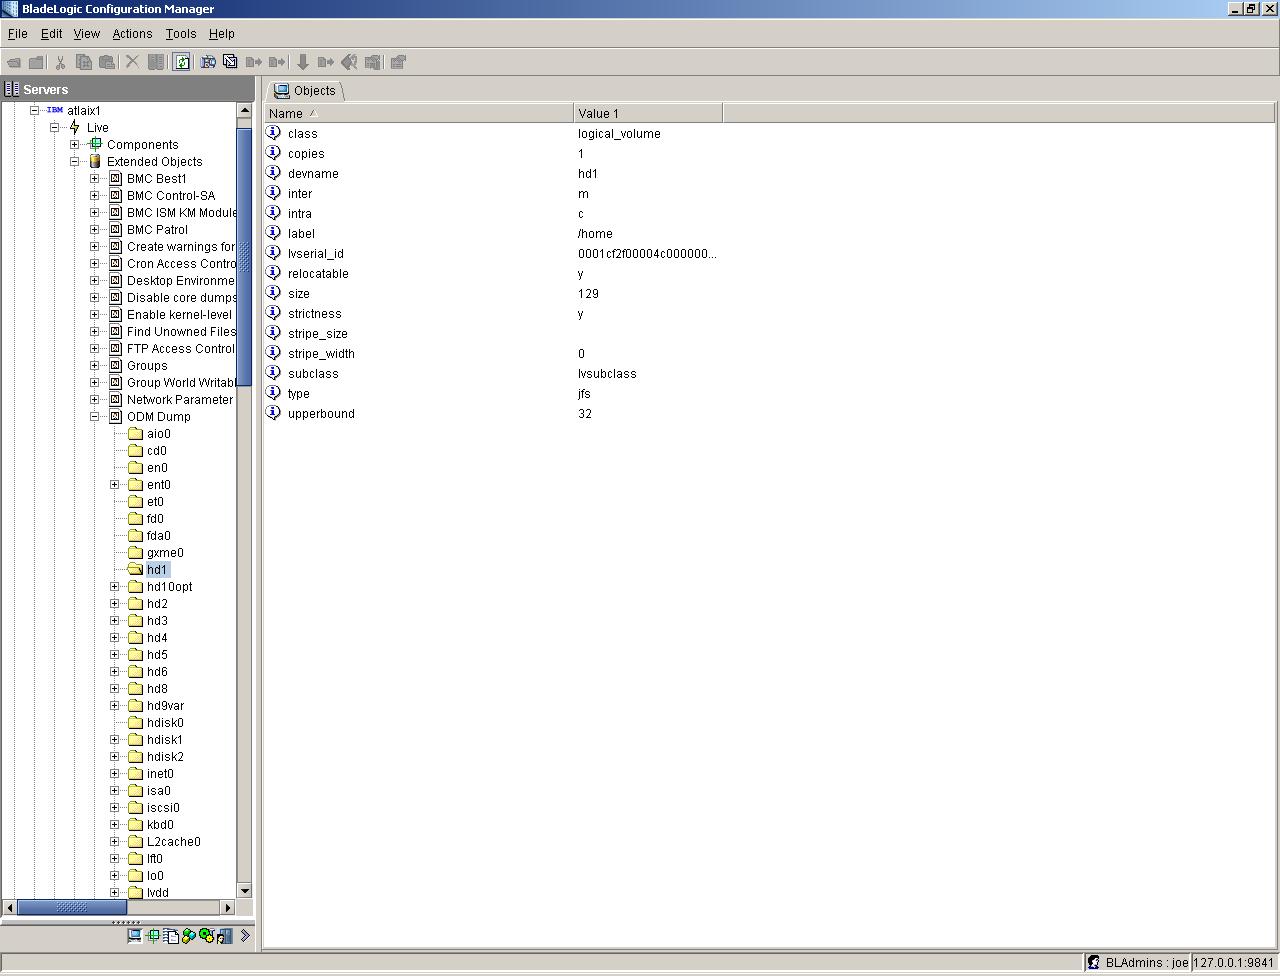 BladeLogic Configuration Manager
File Edit View Actions Tools Help
Servers
IBM atlaix1
Live
Components
Extended Objects
BMC Best1
BMC Control-SA
BMC ISM KM Module
BMC Patrol
Create warnings for
Cron Access Contro
Desktop Environme
Disable core dumps
Enable kernel-level
Find Unowned Files
FTP Access Control
Groups
Group World Writabl
Network Parameter
ODM Dump
aio0
cd0
en0
ent0
et0
fd0
fda0
gxme0
hd1
hd10opt
hd2
hd3
hd4
hd5
hd6
hd8
hd9var
hdisk0
hdisk1
hdisk2
inet0
isa0
iscsi0
kbd0
L2cache0
lft0
lo0
lvdd
Objects
Name Value 1
class logical_volume
copies 1
devname hd1
inter m
intra c
label /home
lvserial_id 0001cf2f00004c000000...
relocatable y
size 129
strictness y
stripe_size
stripe_width 0
subclass lvsubclass
type jfs
upperbound 32
BLAdmins : joe 127.0.0.1:9841